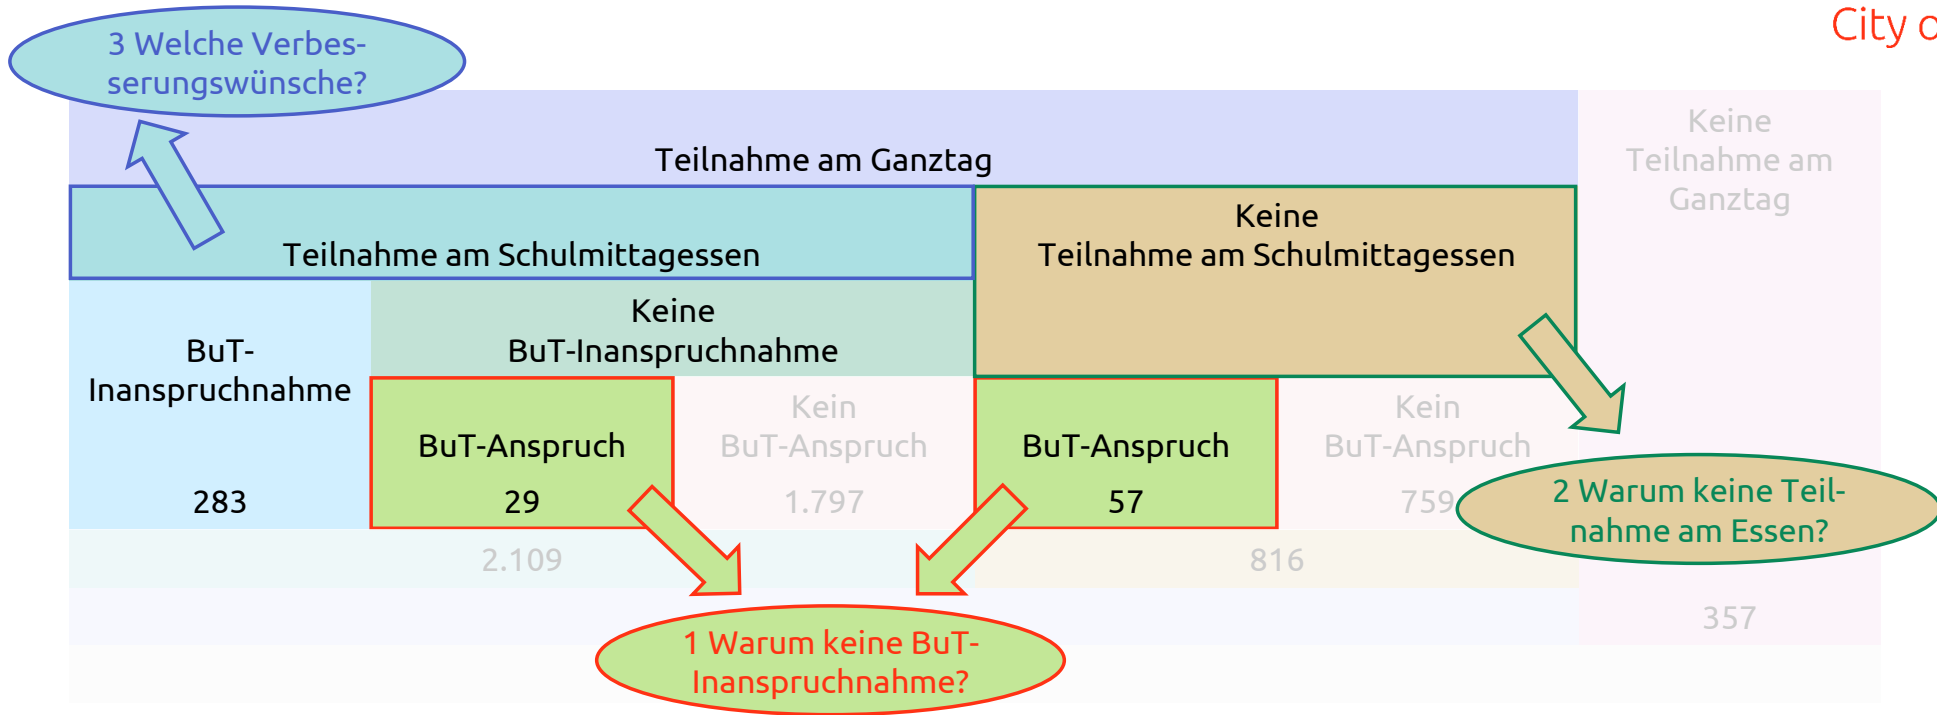 City o
3 Welche Verbes-
serungswünsche?
Teilnahme am Ganztag
Keine
Teilnahme am
Ganztag
Teilnahme am Schulmittagessen
Keine
Teilnahme am Schulmittagessen
BuT-
Inanspruchnahme
283
Keine
BuT-Inanspruchnahme
BuT-Anspruch
29
Kein
BuT-Anspruch
1.797
BuT-Anspruch
57
Kein
BuT-Anspruch
759
2 Warum keine Teil-
nahme am Essen?
2.109
816
357
1 Warum keine BuT-
Inanspruchnahme?